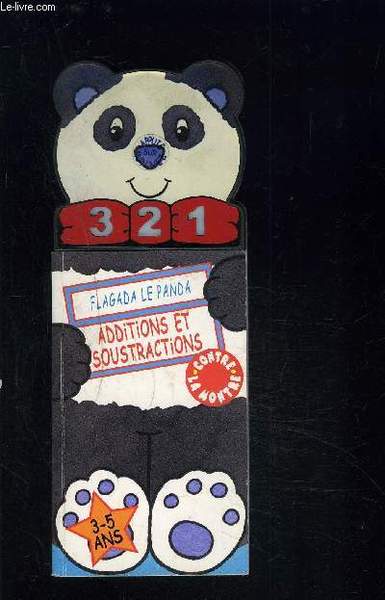 Le-livre.com
3 2 1
FLAGADA LE PANDA
ADDITIONS ET
SOUSTRACTIONS
CONTRE
LA MONTRE
3-5
ANS